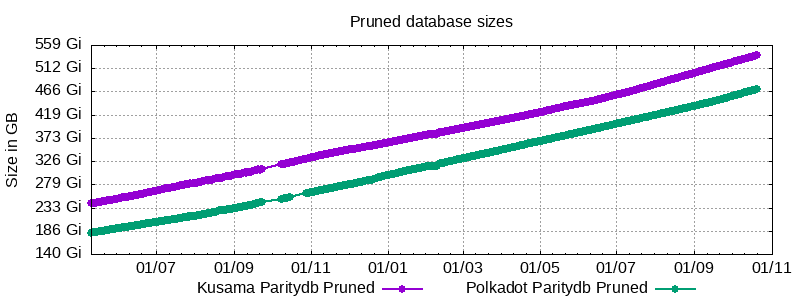 Pruned database sizes
Size in GB
559 Gi
512 Gi
466 Gi
419 Gi
373 Gi
326 Gi
279 Gi
233 Gi
186 Gi
140 Gi
01/07 01/09 01/11 01/01 01/03 01/05 01/07 01/09 01/11
Kusama Paritydb Pruned Polkadot Paritydb Pruned